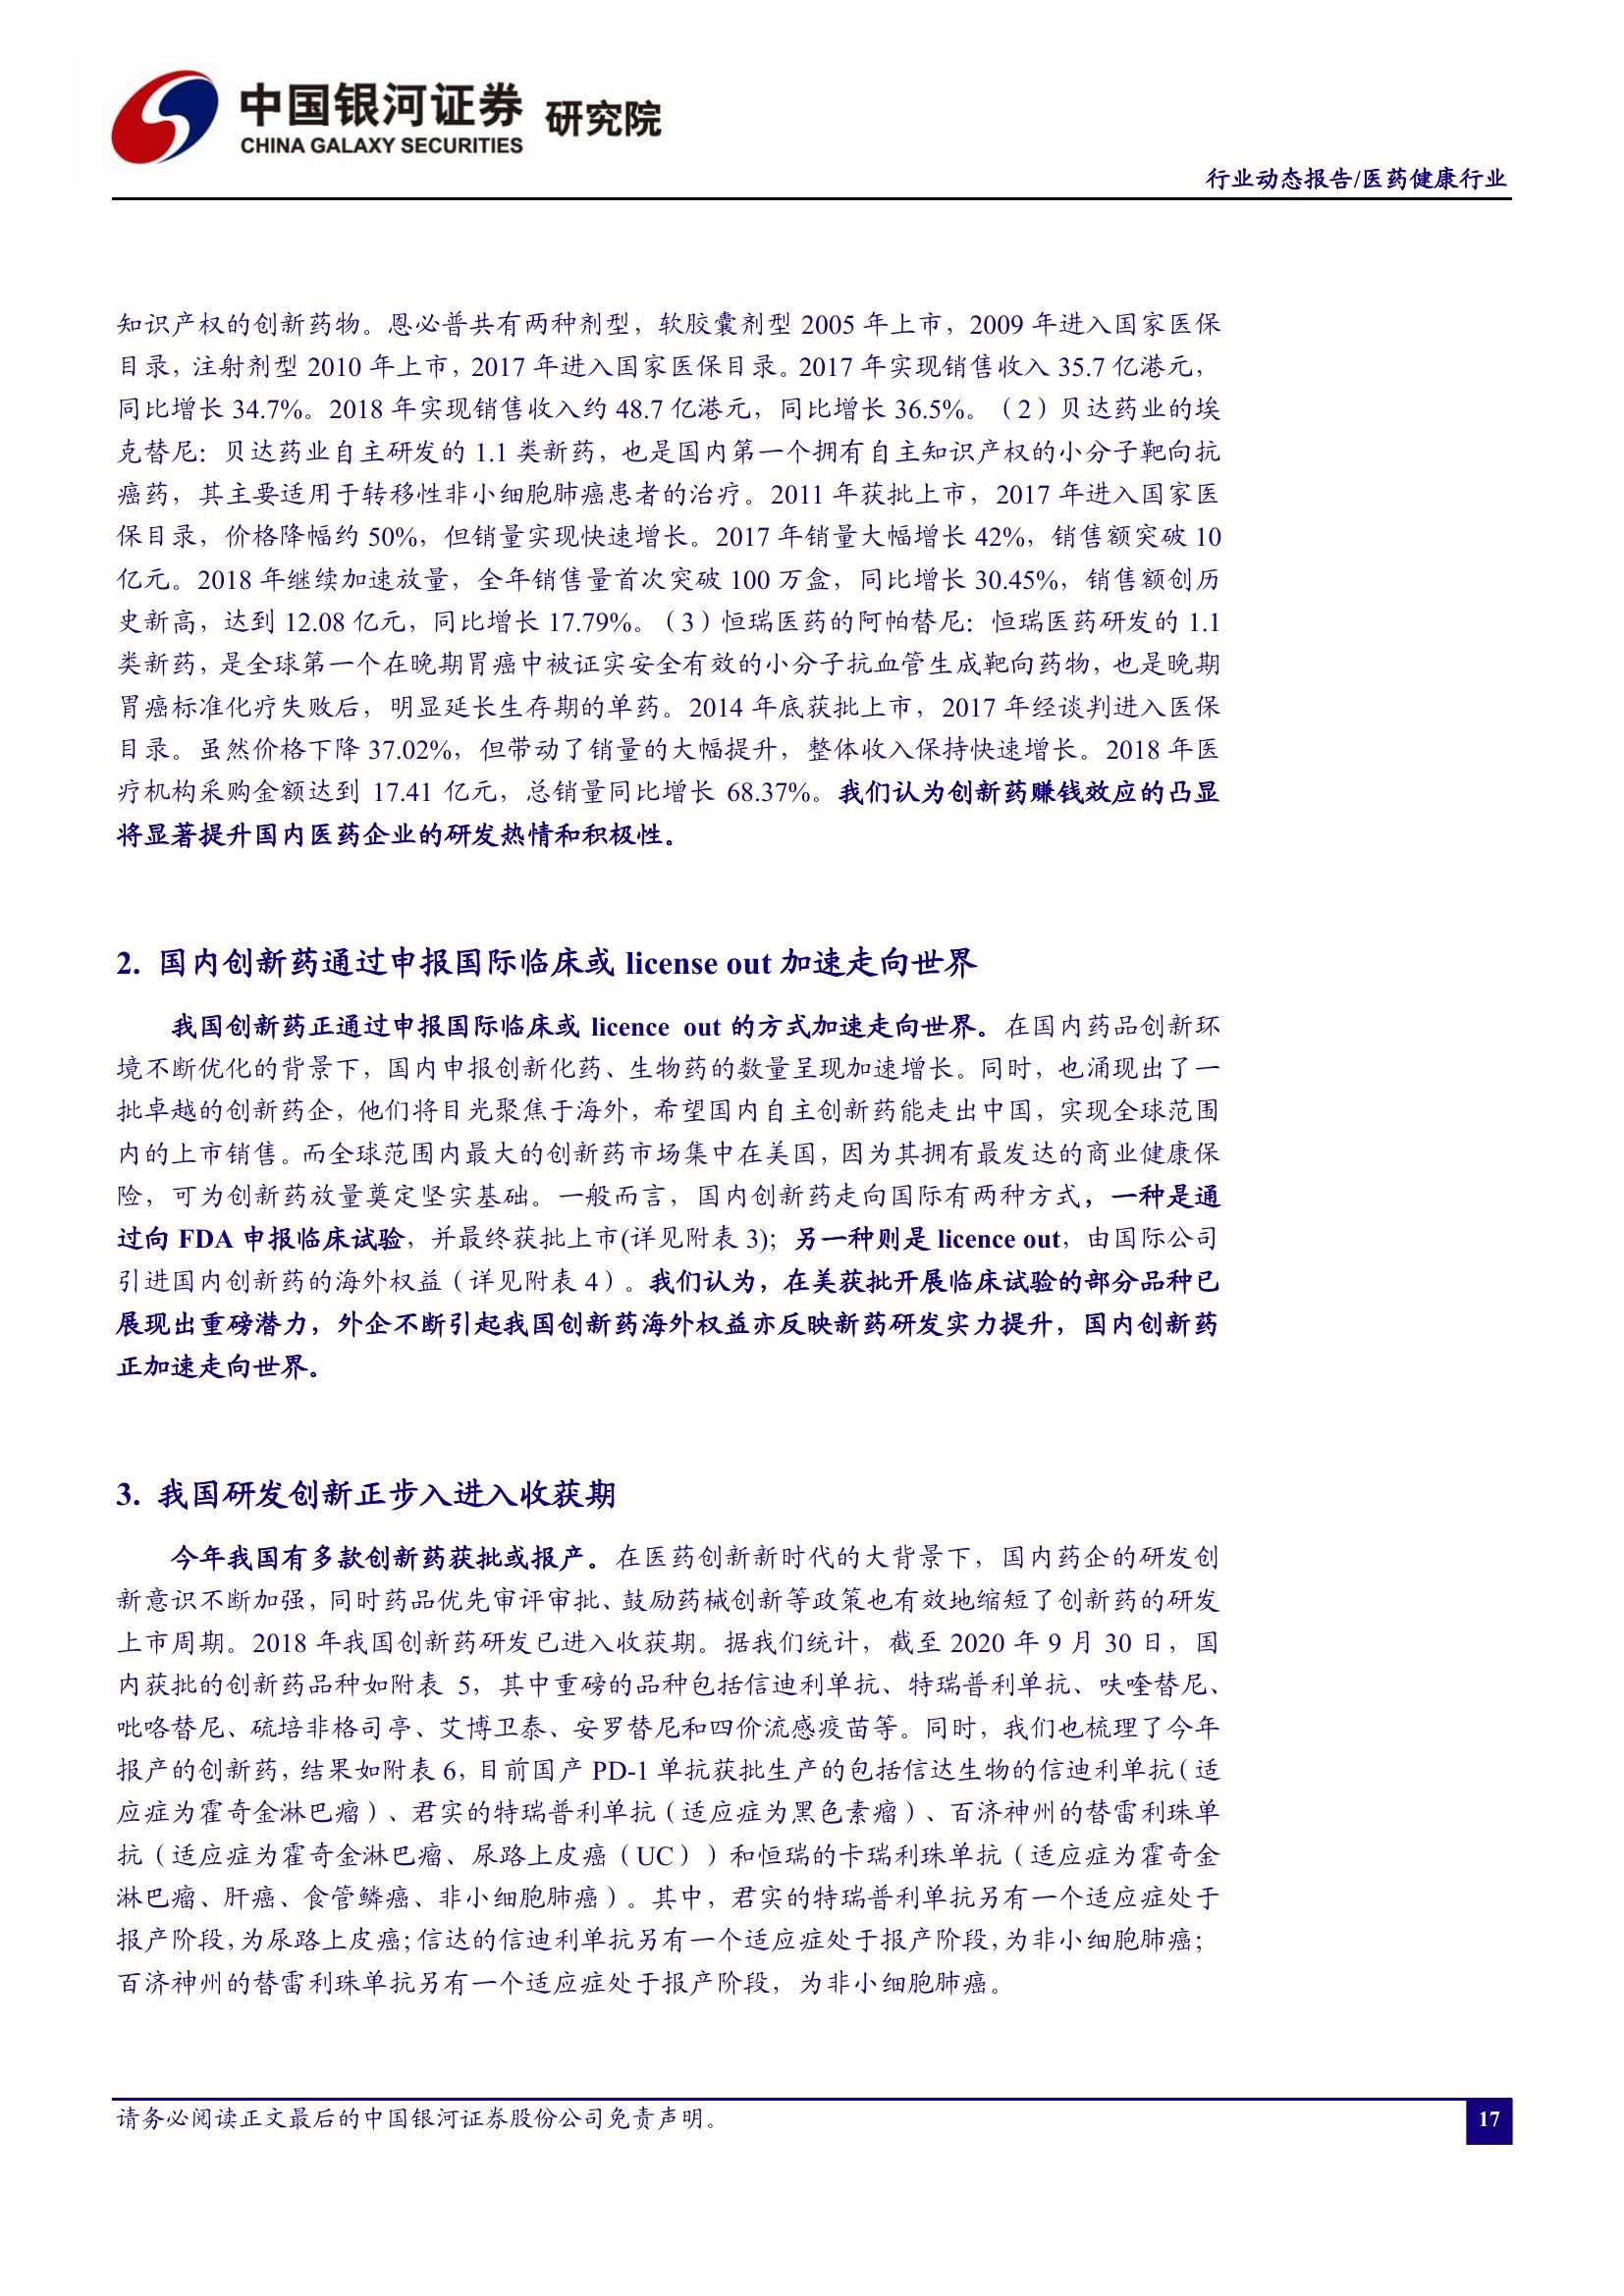 中国银河证券 研究院
CHINA GALAXY SECURITIES
行业动态报告/医药健康行业
知识产权的创新药物。恩必普共有两种剂型，软胶囊剂型 2005 年上市，2009 年进入国家医保
目录，注射剂型 2010 年上市，2017 年进入国家医保目录。2017 年实现销售收入 35.7 亿港元，
同比增长 34.7%。2018 年实现销售收入约 48.7 亿港元，同比增长 36.5%。（2）贝达药业的埃
克替尼：贝达药业自主研发的 1.1 类新药，也是国内第一个拥有自主知识产权的小分子靶向抗
癌药，其主要适用于转移性非小细胞肺癌患者的治疗。2011 年获批上市，2017 年进入国家医
保目录，价格降幅约 50%，但销量实现快速增长。2017 年销量大幅增长 42%，销售额突破 10
亿元。2018 年继续加速放量，全年销售量首次突破 100 万盒，同比增长 30.45%，销售额创历
史新高，达到 12.08 亿元，同比增长 17.79%。（3）恒瑞医药的阿帕替尼：恒瑞医药研发的 1.1
类新药，是全球第一个在晚期胃癌中被证实安全有效的小分子抗血管生成靶向药物，也是晚期
胃癌标准化疗失败后，明显延长生存期的单药。2014 年底获批上市，2017 年经谈判进入医保
目录。虽然价格下降 37.02%，但带动了销量的大幅提升，整体收入保持快速增长。2018 年医
疗机构采购金额达到 17.41 亿元，总销量同比增长 68.37%。我们认为创新药赚钱效应的凸显
将显著提升国内医药企业的研发热情和积极性。
2. 国内创新药通过申报国际临床或 license out 加速走向世界
我国创新药正通过申报国际临床或 licence out 的方式加速走向世界。在国内药品创新环
境不断优化的背景下，国内申报创新化药、生物药的数量呈现加速增长。同时，也涌现出了一
批卓越的创新药企，他们将目光聚焦于海外，希望国内自主创新药能走出中国，实现全球范围
内的上市销售。而全球范围内最大的创新药市场集中在美国，因为其拥有最发达的商业健康保
险，可为创新药放量奠定坚实基础。一般而言，国内创新药走向国际有两种方式，一种是通
过向 FDA 申报临床试验，并最终获批上市(详见附表 3)；另一种则是 licence out，由国际公司
引进国内创新药的海外权益（详见附表 4）。我们认为，在美获批开展临床试验的部分品种已
展现出重磅潜力，外企不断引起我国创新药海外权益亦反映新药研发实力提升，国内创新药
正加速走向世界。
3. 我国研发创新正步入进入收获期
今年我国有多款创新药获批或报产。在医药创新新时代的大背景下，国内药企的研发创
新意识不断加强，同时药品优先审评审批、鼓励药械创新等政策也有效地缩短了创新药的研发
上市周期。2018 年我国创新药研发已进入收获期。据我们统计，截至 2020 年 9 月 30 日，国
内获批的创新药品种如附表 5，其中重磅的品种包括信迪利单抗、特瑞普利单抗、呋喹替尼、
吡咯替尼、硫培非格司亭、艾博卫泰、安罗替尼和四价流感疫苗等。同时，我们也梳理了今年
报产的创新药，结果如附表 6，目前国产 PD-1 单抗获批生产的包括信达生物的信迪利单抗（适
应症为霍奇金淋巴瘤）、君实的特瑞普利单抗（适应症为黑色素瘤）、百济神州的替雷利珠单
抗（适应症为霍奇金淋巴瘤、尿路上皮癌（UC））和恒瑞的卡瑞利珠单抗（适应症为霍奇金
淋巴瘤、肝癌、食管鳞癌、非小细胞肺癌）。其中，君实的特瑞普利单抗另有一个适应症处于
报产阶段，为尿路上皮癌；信达的信迪利单抗另有一个适应症处于报产阶段，为非小细胞肺癌；
百济神州的替雷利珠单抗另有一个适应症处于报产阶段，为非小细胞肺癌。
请务必阅读正文最后的中国银河证券股份公司免责声明。
17